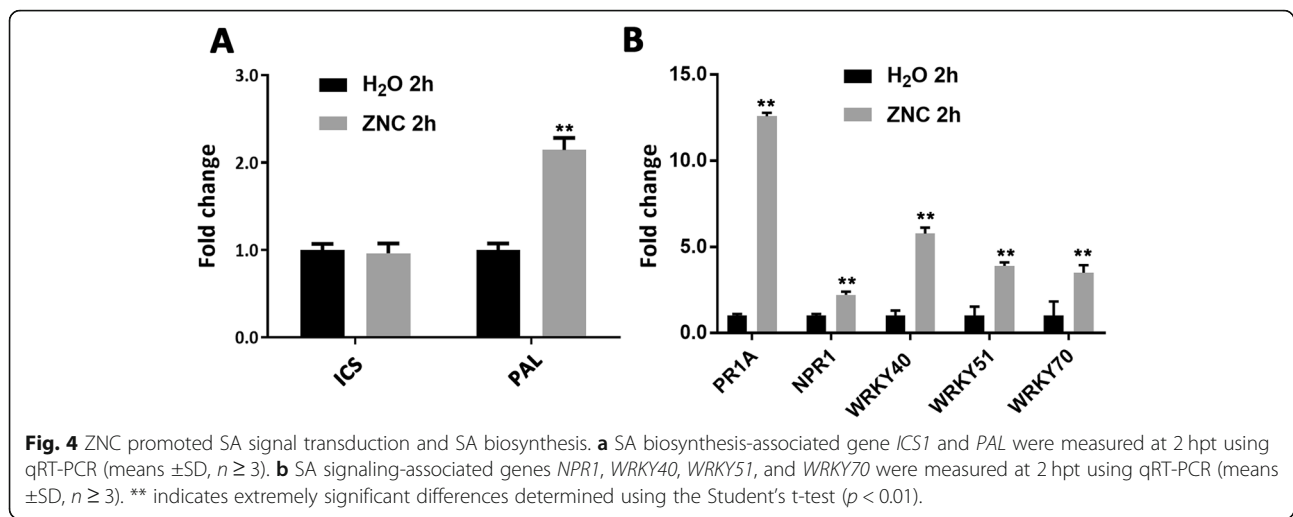 A
B
3.0
2.0
1.0
0.0
Fold change
H₂O 2h
ZNC 2h
**
ICS
PAL
15.0
10.0
5.0
0.0
Fold change
H₂O 2h
ZNC 2h
**
**
**
**
**
PR1A
NPR1
WRKY40
WRKY51
WRKY70
Fig. 4 ZNC promoted SA signal transduction and SA biosynthesis. a SA biosynthesis-associated gene ICS1 and PAL were measured at 2 hpt using
qRT-PCR (means ±SD, n ≥ 3). b SA signaling-associated genes NPR1, WRKY40, WRKY51, and WRKY70 were measured at 2 hpt using qRT-PCR (means
±SD, n ≥ 3). ** indicates extremely significant differences determined using the Student's t-test (p < 0.01).